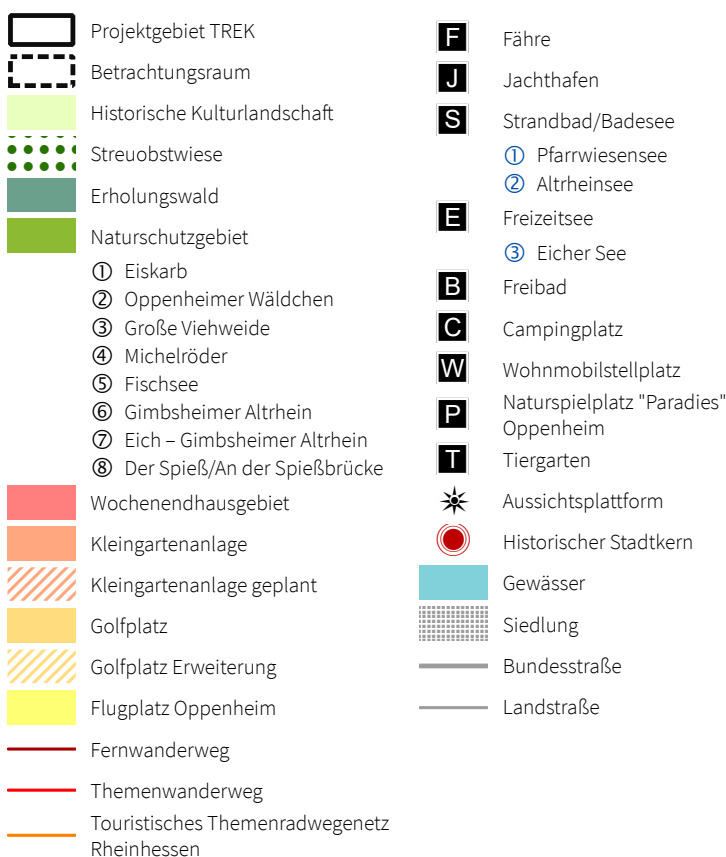 Projektgebiet TREK
Betrachtungsraum
Historische Kulturlandschaft
Streuobstwiese
Erholungswald
Naturschutzgebiet
① Eiskarb
② Oppenheimer Wäldchen
③ Große Viehweide
④ Michelröder
⑤ Fischsee
⑥ Gimbsheimer Altrhein
⑦ Eich – Gimbsheimer Altrhein
⑧ Der Spieß/An der Spießbrücke
Wochenendhausgebiet
Kleingartenanlage
Kleingartenanlage geplant
Golfplatz
Golfplatz Erweiterung
Flugplatz Oppenheim
Fernwanderweg
Themenwanderweg
Touristisches Themenradwegenetz
Rheinhessen
F Fähre
J Jachthafen
S Strandbad/Badesee
① Pfarrwiesensee
② Altrheinsee
E Freizeitsee
③ Eicher See
B Freibad
C Campingplatz
W Wohnmobilstellplatz
P Naturspielplatz "Paradies"
Oppenheim
T Tiergarten
Aussichtsplattform
Historischer Stadtkern
Gewässer
Siedlung
Bundesstraße
Landstraße